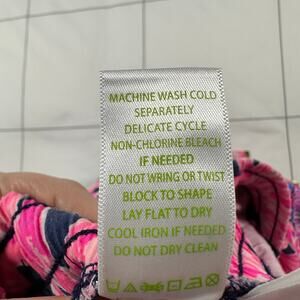 MACHINE WASH COLD
SEPARATELY
DELICATE CYCLE
NON-CHLORINE BLEACH
IF NEEDED
DO NOT WRING OR TWIST
BLOCK TO SHAPE
LAY FLAT TO DRY
COOL IRON IF NEEDED
DO NOT DRY CLEAN